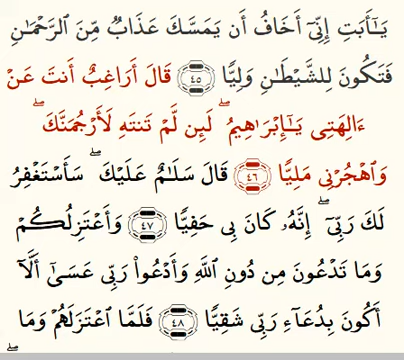 يَـٰٓأَبَتِ إِنِّىٓ أَخَافُ أَن يَمَسَّكَ عَذَابٌ مِّنَ ٱلرَّحْمَـٰنِ
فَتَكُونَ لِلشَّيْطَـٰنِ وَلِيًّا ٤٥ قَالَ أَرَاغِبٌ أَنتَ عَنْ
ءَالِهَتِى يَـٰٓإِبْرَٰهِيمُ ۖ لَئِن لَّمْ تَنتَهِ لَأَرْجُمَنَّكَ ۖ
وَٱهْجُرْنِى مَلِيًّا ٤٦ قَالَ سَلَـٰمٌ عَلَيْكَ ۖ سَأَسْتَغْفِرُ
لَكَ رَبِّىٓ ۖ إِنَّهُۥ كَانَ بِى حَفِيًّا ٤٧ وَأَعْتَزِلُكُمْ
وَمَا تَدْعُونَ مِن دُونِ ٱللَّهِ وَأَدْعُوا۟ رَبِّى عَسَىٰٓ أَلَّآ
أَكُونَ بِدُعَآءِ رَبِّى شَقِيًّا ٤٨ فَلَمَّا ٱعْتَزَلَهُمْ وَمَا